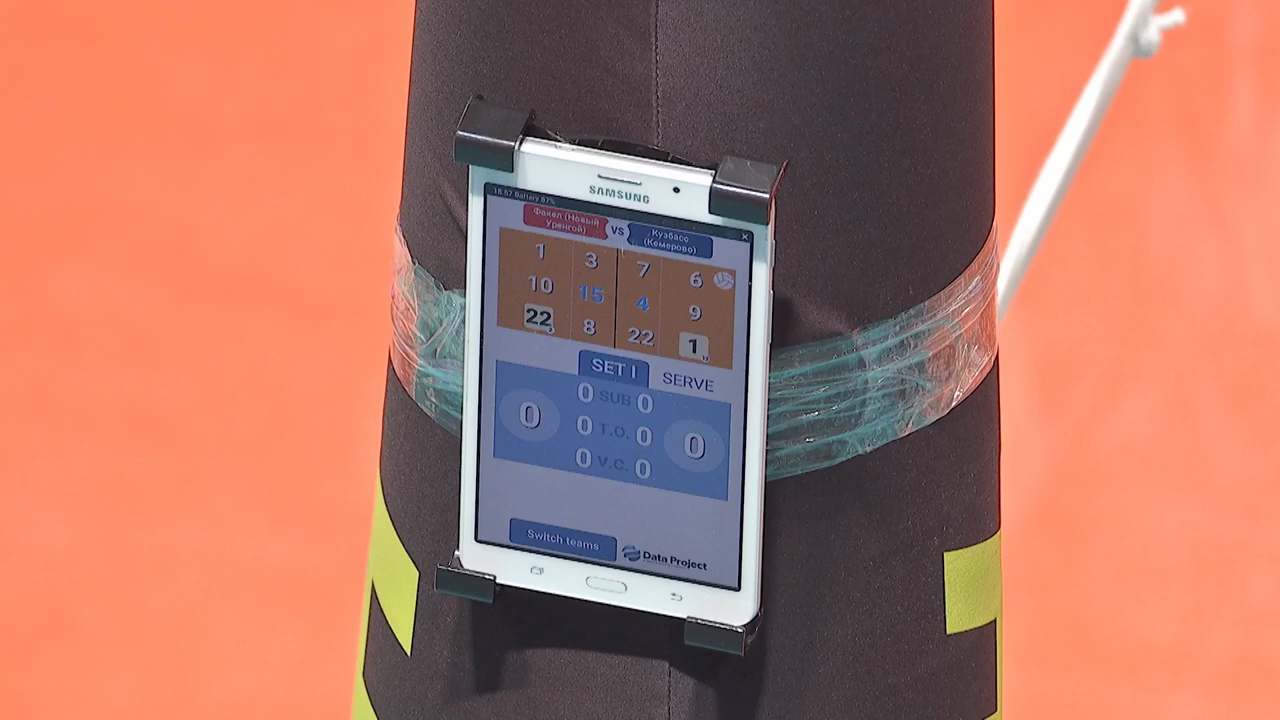 SAMSUNG
18:57 Battery 87%
Факел (Новый
Уренгой)
VS
Кузбасс
(Кемерово)
1 3 7 6
10 15 4 9
22 8 22 1
SET 1
SERVE
0 SUB 0
0 0
0 T.O. 0
0 V.C. 0
Switch teams
Data Project